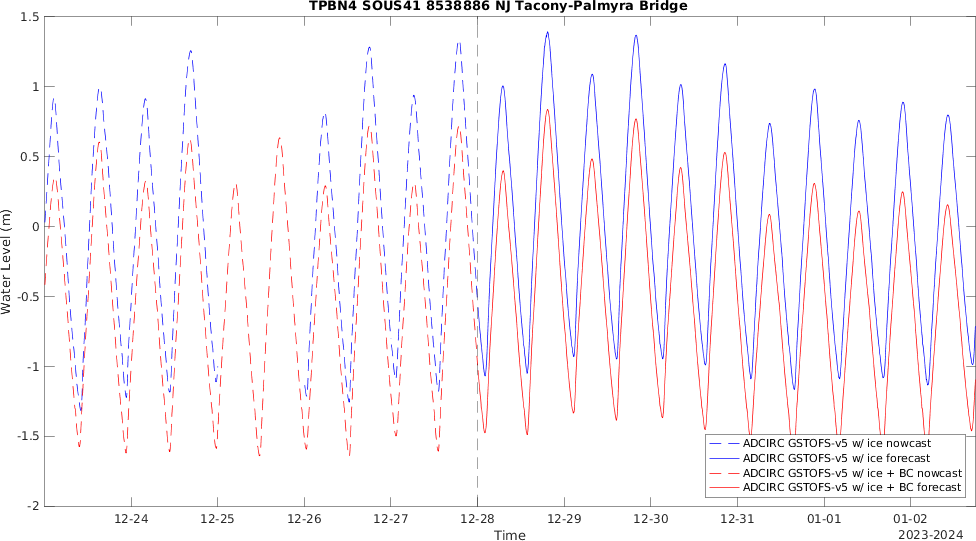 TPBN4 SOUS41 8538886 NJ Tacony-Palmyra Bridge
1.5
1
0.5
0
-0.5
-1
-1.5
-2
Water Level (m)
12-24 12-25 12-26 12-27 12-28 12-29 12-30 12-31 01-01 01-02
Time
2023-2024
ADCIRC GSTOFS-v5 w/ ice nowcast
ADCIRC GSTOFS-v5 w/ ice forecast
ADCIRC GSTOFS-v5 w/ ice + BC nowcast
ADCIRC GSTOFS-v5 w/ ice + BC forecast